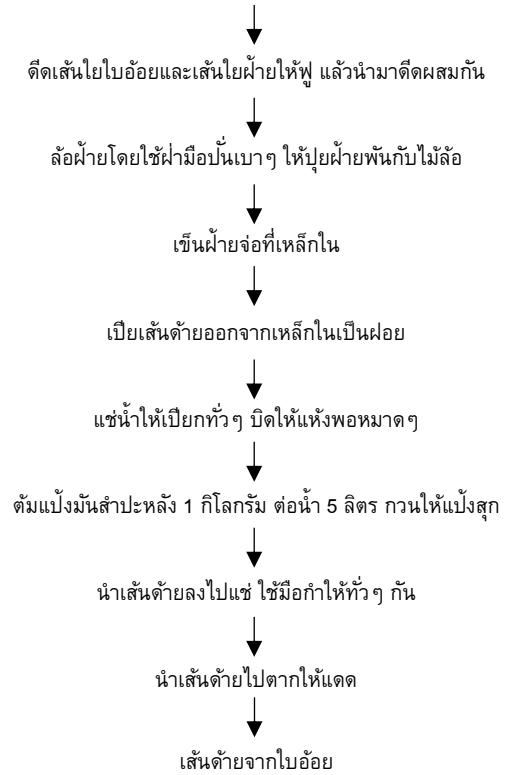 ดีดเส้นใยใบอ้อยและเส้นใยฝ้ายให้ฟู แล้วนำมาดีดผสมกัน
ล้อฝ้ายโดยใช้ฝ่ามือปั่นเบาๆ ให้ปุยฝ้ายพันกับไม้ล้อ
เข็นฝ้ายจ่อที่เหล็กใน
เปียเส้นด้ายออกจากเหล็กในเป็นฝอย
แช่น้ำให้เปียกทั่วๆ บิดให้แห้งพอหมาดๆ
ต้มแป้งมันสำปะหลัง 1 กิโลกรัม ต่อน้ำ 5 ลิตร กวนให้แป้งสุก
นำเส้นด้ายลงไปแช่ ใช้มือกำให้ทั่วๆ กัน
นำเส้นด้ายไปตากให้แดด
เส้นด้ายจากใบอ้อย